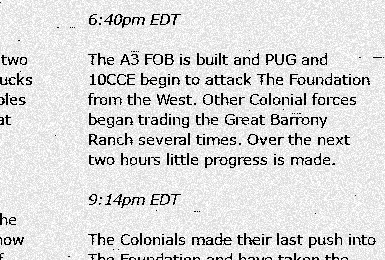 two
ucks
oles
at
he
now
6:40pm EDT
The A3 FOB is built and PUG and
10CCE begin to attack The Foundation
from the West. Other Colonial forces
began trading the Great Barrony
Ranch several times. Over the next
two hours little progress is made.
9:14pm EDT
The Colonials made their last push into
The Foundation and have taken the